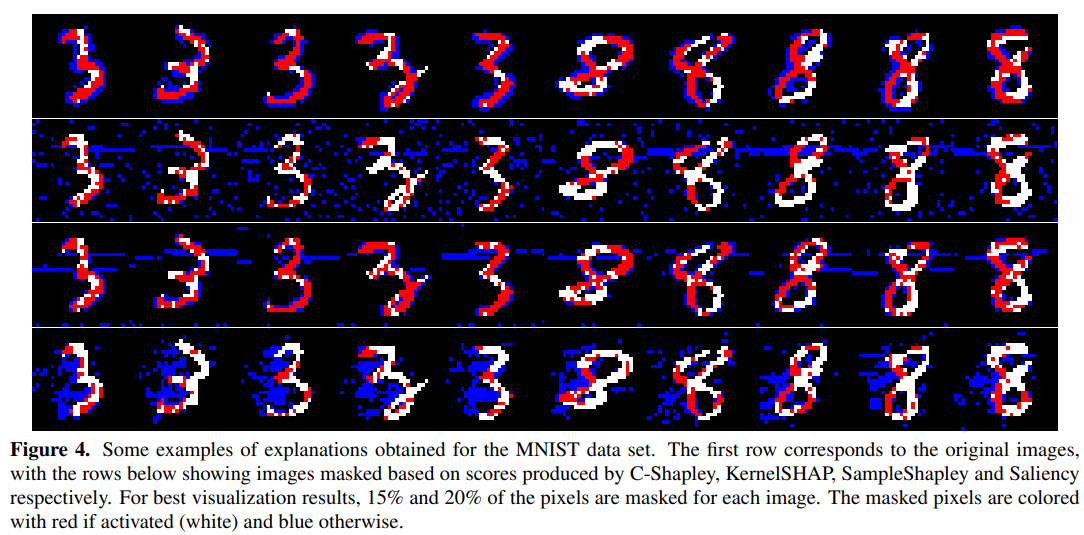 Figure 4. Some examples of explanations obtained for the MNIST data set. The first row corresponds to the original images,
with the rows below showing images masked based on scores produced by C-Shapley, KernelSHAP, SampleShapley and Saliency
respectively. For best visualization results, 15% and 20% of the pixels are masked for each image. The masked pixels are colored
with red if activated (white) and blue otherwise.